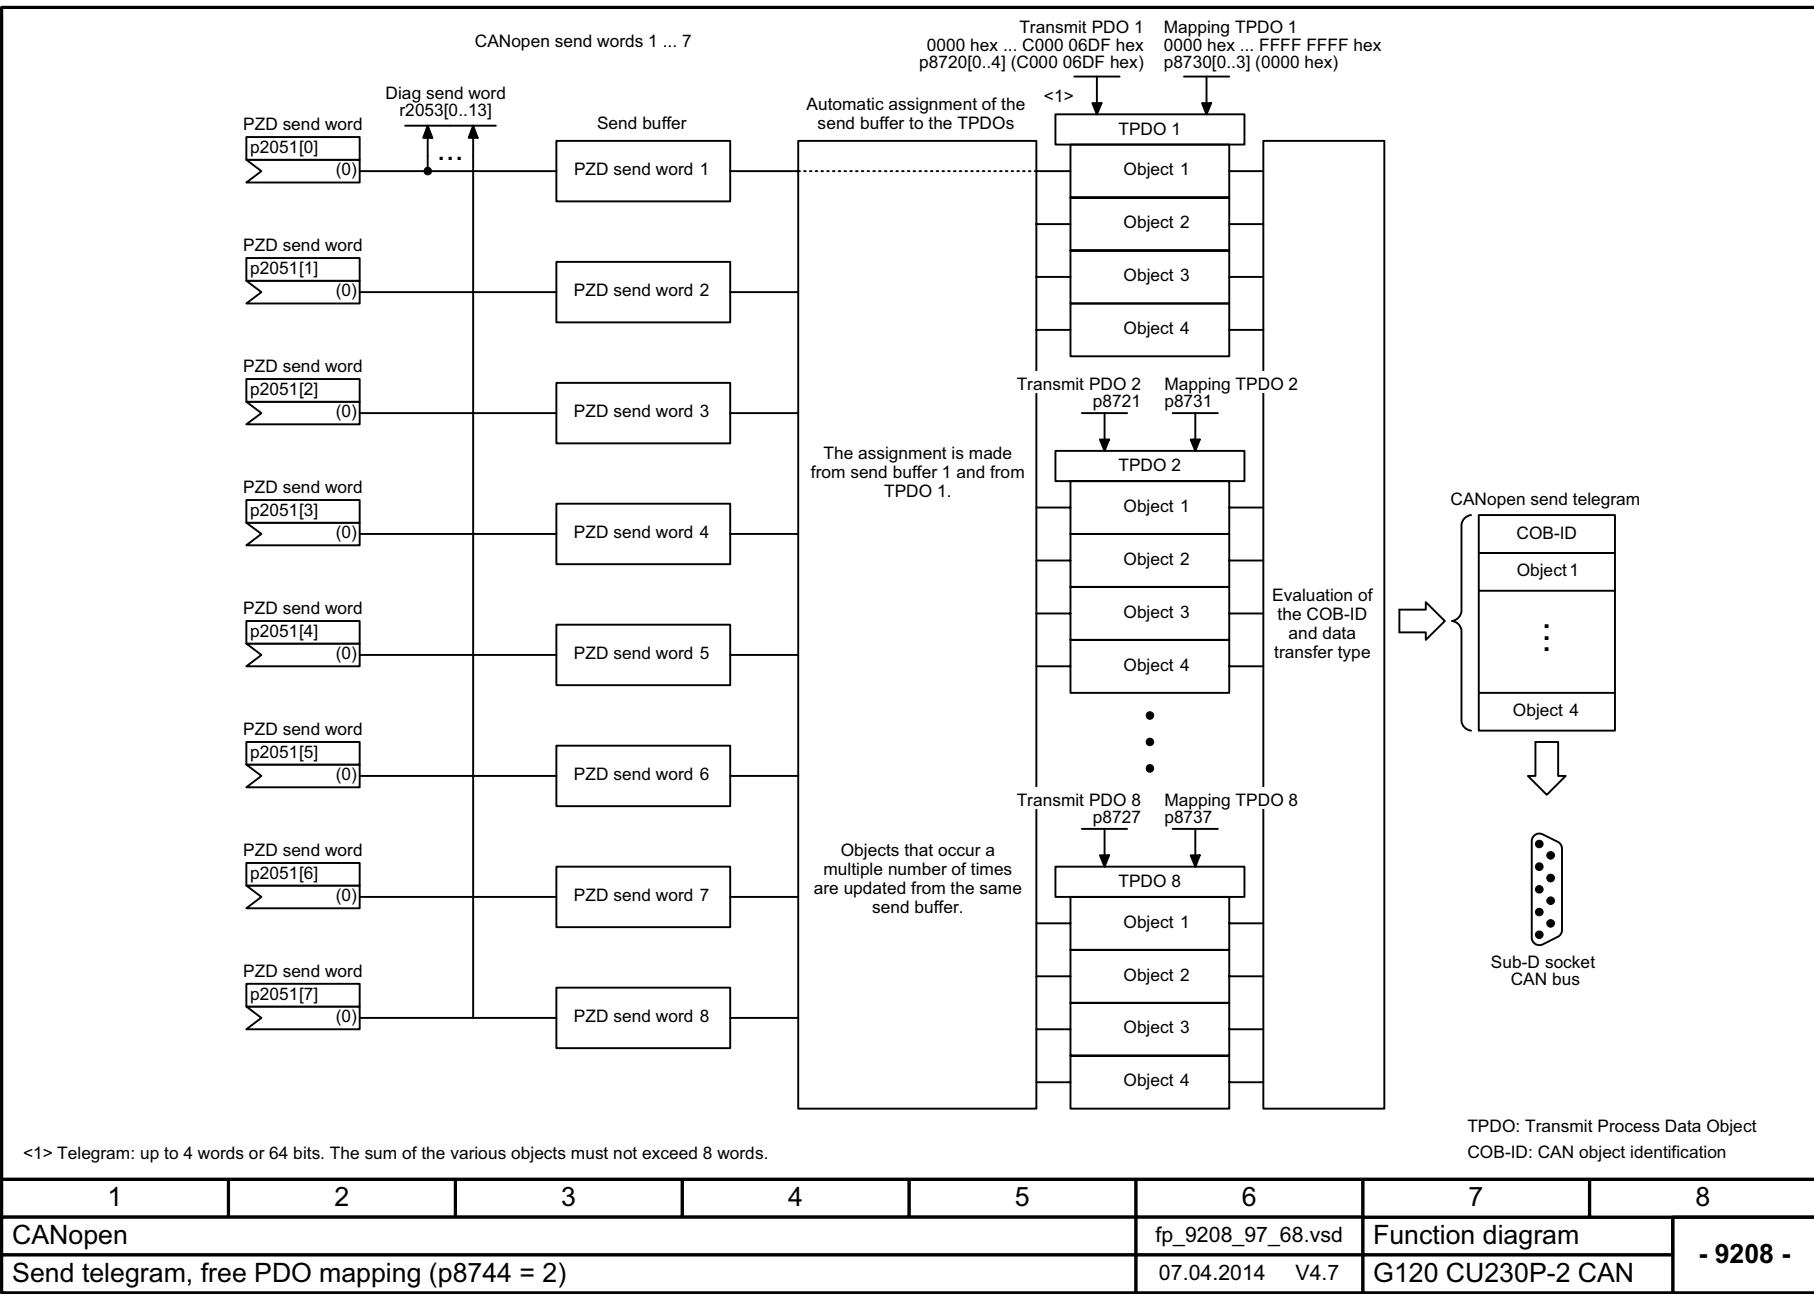 CANopen send words 1 ... 7
Transmit PDO 1
0000 hex ... C000 06DF hex
p8720[0..4] (C000 06DF hex)
Mapping TPDO 1
0000 hex ... FFFF FFFF hex
p8730[0..3] (0000 hex)
<1>
Diag send word
r2053[0..13]
...
Send buffer
Automatic assignment of the
send buffer to the TPDOs
PZD send word
p2051[0]
(0)
PZD send word 1
PZD send word
p2051[1]
(0)
PZD send word 2
PZD send word
p2051[2]
(0)
PZD send word 3
PZD send word
p2051[3]
(0)
PZD send word 4
PZD send word
p2051[4]
(0)
PZD send word 5
PZD send word
p2051[5]
(0)
PZD send word 6
PZD send word
p2051[6]
(0)
PZD send word 7
PZD send word
p2051[7]
(0)
PZD send word 8
The assignment is made
from send buffer 1 and from
TPDO 1.
Objects that occur a
multiple number of times
are updated from the same
send buffer.
TPDO 1
Object 1
Object 2
Object 3
Object 4
Transmit PDO 2
p8721
Mapping TPDO 2
p8731
TPDO 2
Object 1
Object 2
Object 3
Object 4
Transmit PDO 8
p8727
Mapping TPDO 8
p8737
TPDO 8
Object 1
Object 2
Object 3
Object 4
Evaluation of
the COB-ID
and data
transfer type
CANopen send telegram
COB-ID
Object 1
Object 4
Sub-D socket
CAN bus
TPDO: Transmit Process Data Object
COB-ID: CAN object identification
<1> Telegram: up to 4 words or 64 bits. The sum of the various objects must not exceed 8 words.
1 2 3 4 5 6 7 8
CANopen
fp_9208_97_68.vsd
Function diagram
- 9208 -
Send telegram, free PDO mapping (p8744 = 2)
07.04.2014 V4.7
G120 CU230P-2 CAN